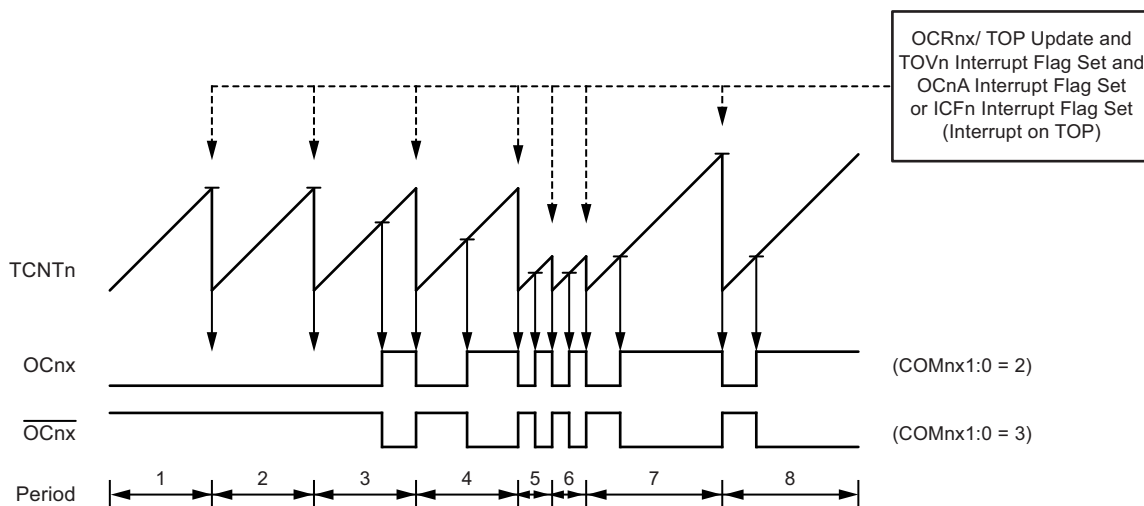 OCRnx/ TOP Update and
TOVn Interrupt Flag Set and
OCnA Interrupt Flag Set
or ICFn Interrupt Flag Set
(Interrupt on TOP)
TCNTn
OCnx
(COMnx1:0 = 2)
OCnx
(COMnx1:0 = 3)
Period
1 2 3 4 5 6 7 8